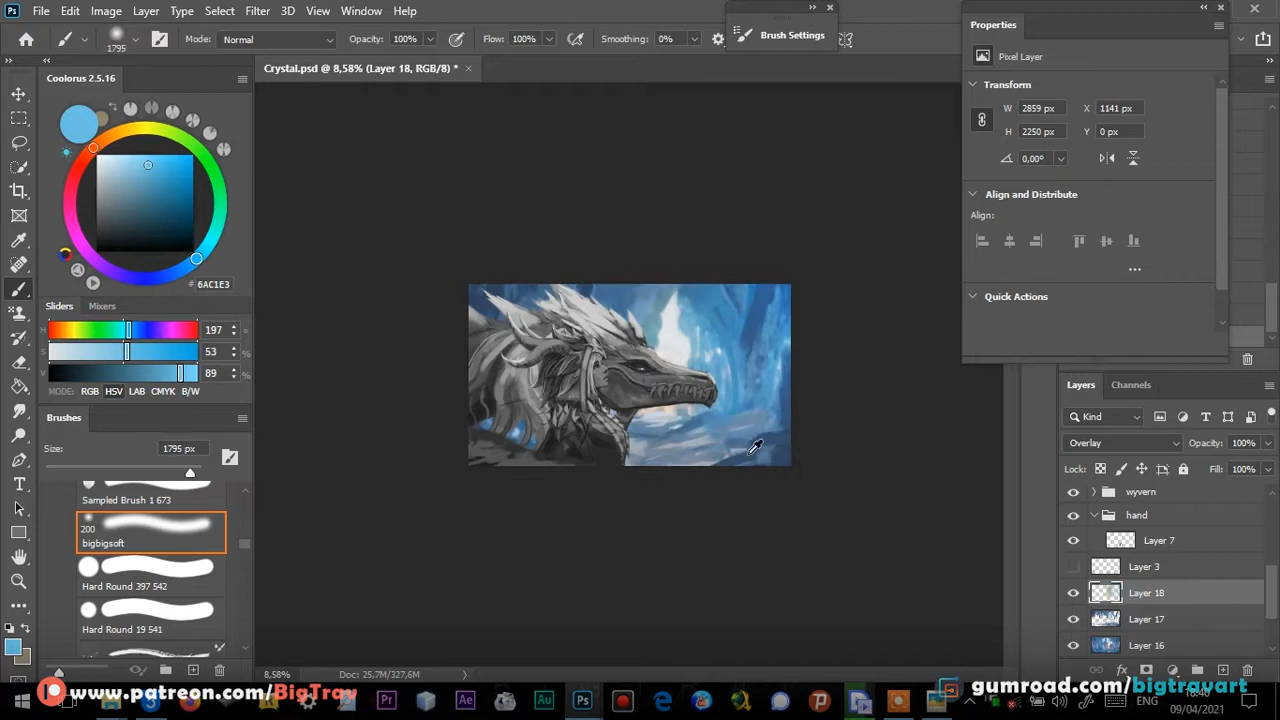 Ps File Edit Image Layer Type Select Filter 3D View Window Help
1795 Mode: Normal Opacity: 100% Flow: 100% Smoothing: 0%
Brush Settings
Crystal.psd @ 8,58% (Layer 18, RGB/8) *
Coolorus 2.5.16
# 6AC1E3
Sliders Mixers
H 197
S 53 %
V 89
MODE: RGB HSV LAB CMYK B/W
Brushes
Size: 1795 px
Sampled Brush 1 673
200
bigbigsoft
Hard Round 397 542
Hard Round 19 541
8,58% Doc: 25,7M/327,6M
Properties
Pixel Layer
Transform
W 2859 px X 1141 px
H 2250 px Y 0 px
0,00°
Align and Distribute
Align:
Quick Actions
Layers Channels
Kind
Overlay Opacity: 100%
Lock: Fill: 100%
wyvern
hand
Layer 7
Layer 3
Layer 18
Layer 17
Layer 16
www.patreon.com/BigTrav
gumroad.com/bigtravart
ENG
18:40
09/04/2021